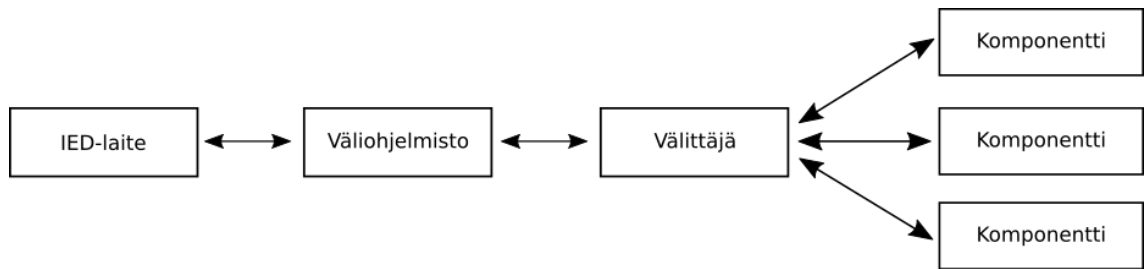 Komponentti
IED-laite
Väliohjelmisto
Välittäjä
Komponentti
Komponentti